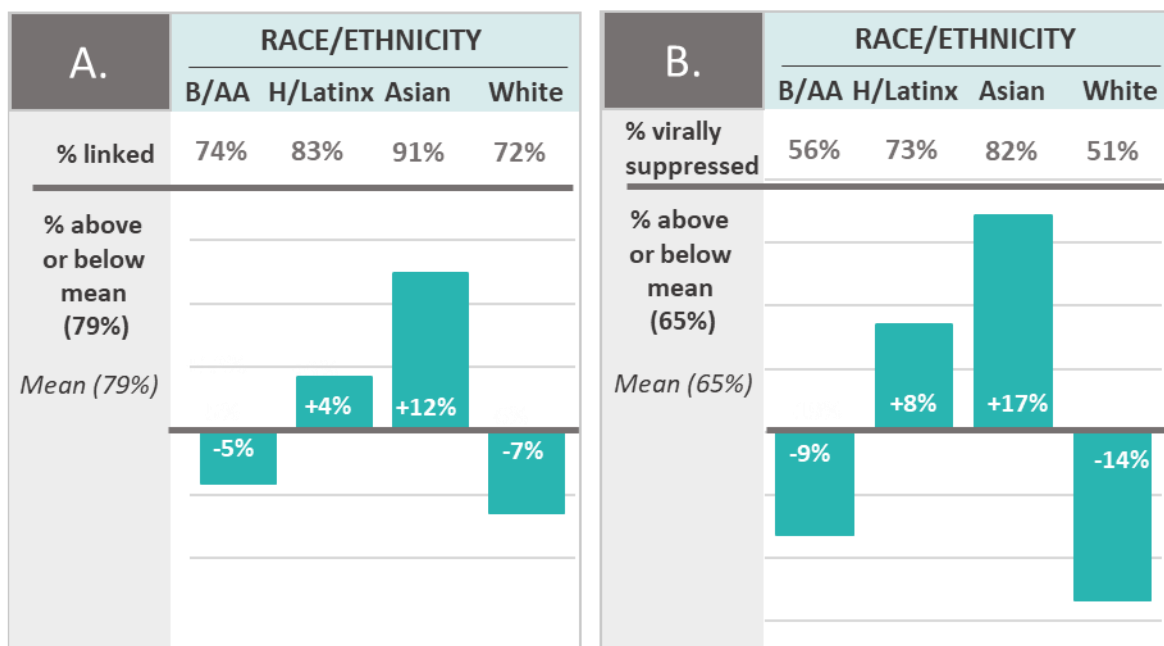 A.
RACE/ETHNICITY
B/AA H/Latinx Asian White
% linked 74% 83% 91% 72%
% above
or below
mean
(79%)
Mean (79%)
+4% +12%
-5% -7%
B.
RACE/ETHNICITY
B/AA H/Latinx Asian White
% virally
suppressed
56% 73% 82% 51%
% above
or below
mean
(65%)
Mean (65%)
+8% +17%
-9% -14%